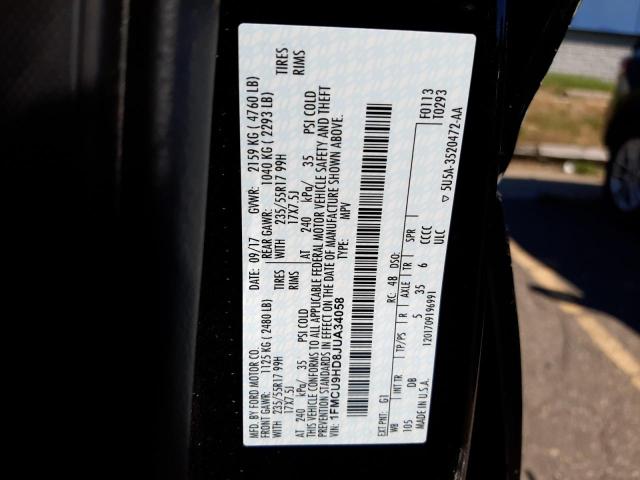 MFD. BY FORD MOTOR CO. DATE: 09/17 GVWR: 2159 KG ( 4760 LB)
FRONT GAWR: 1125 KG ( 2480 LB) REAR GAWR: 1040 KG ( 2293 LB)
WITH 235/55R17 99H TIRES WITH 235/55R17 99H TIRES
17X7.5J RIMS 17X7.5J RIMS
AT 240 kPa/ 35 PSI COLD AT 240 kPa/ 35 PSI COLD
THIS VEHICLE CONFORMS TO ALL APPLICABLE FEDERAL MOTOR VEHICLE SAFETY AND THEFT
PREVENTION STANDARDS IN EFFECT ON THE DATE OF MANUFACTURE SHOWN ABOVE.
VIN: 1FMCU9HD8JUA34058 TYPE: MPV
EXT PNT: G1 RC: 48 DSO: F0113
WB INT TR TP/PS R AXLE TR SPR T0293
105 DB 5 35 6 CCCC
MADE IN U.S.A. 12017091969​91 ULC ▽ 5U5A-3520472-AA